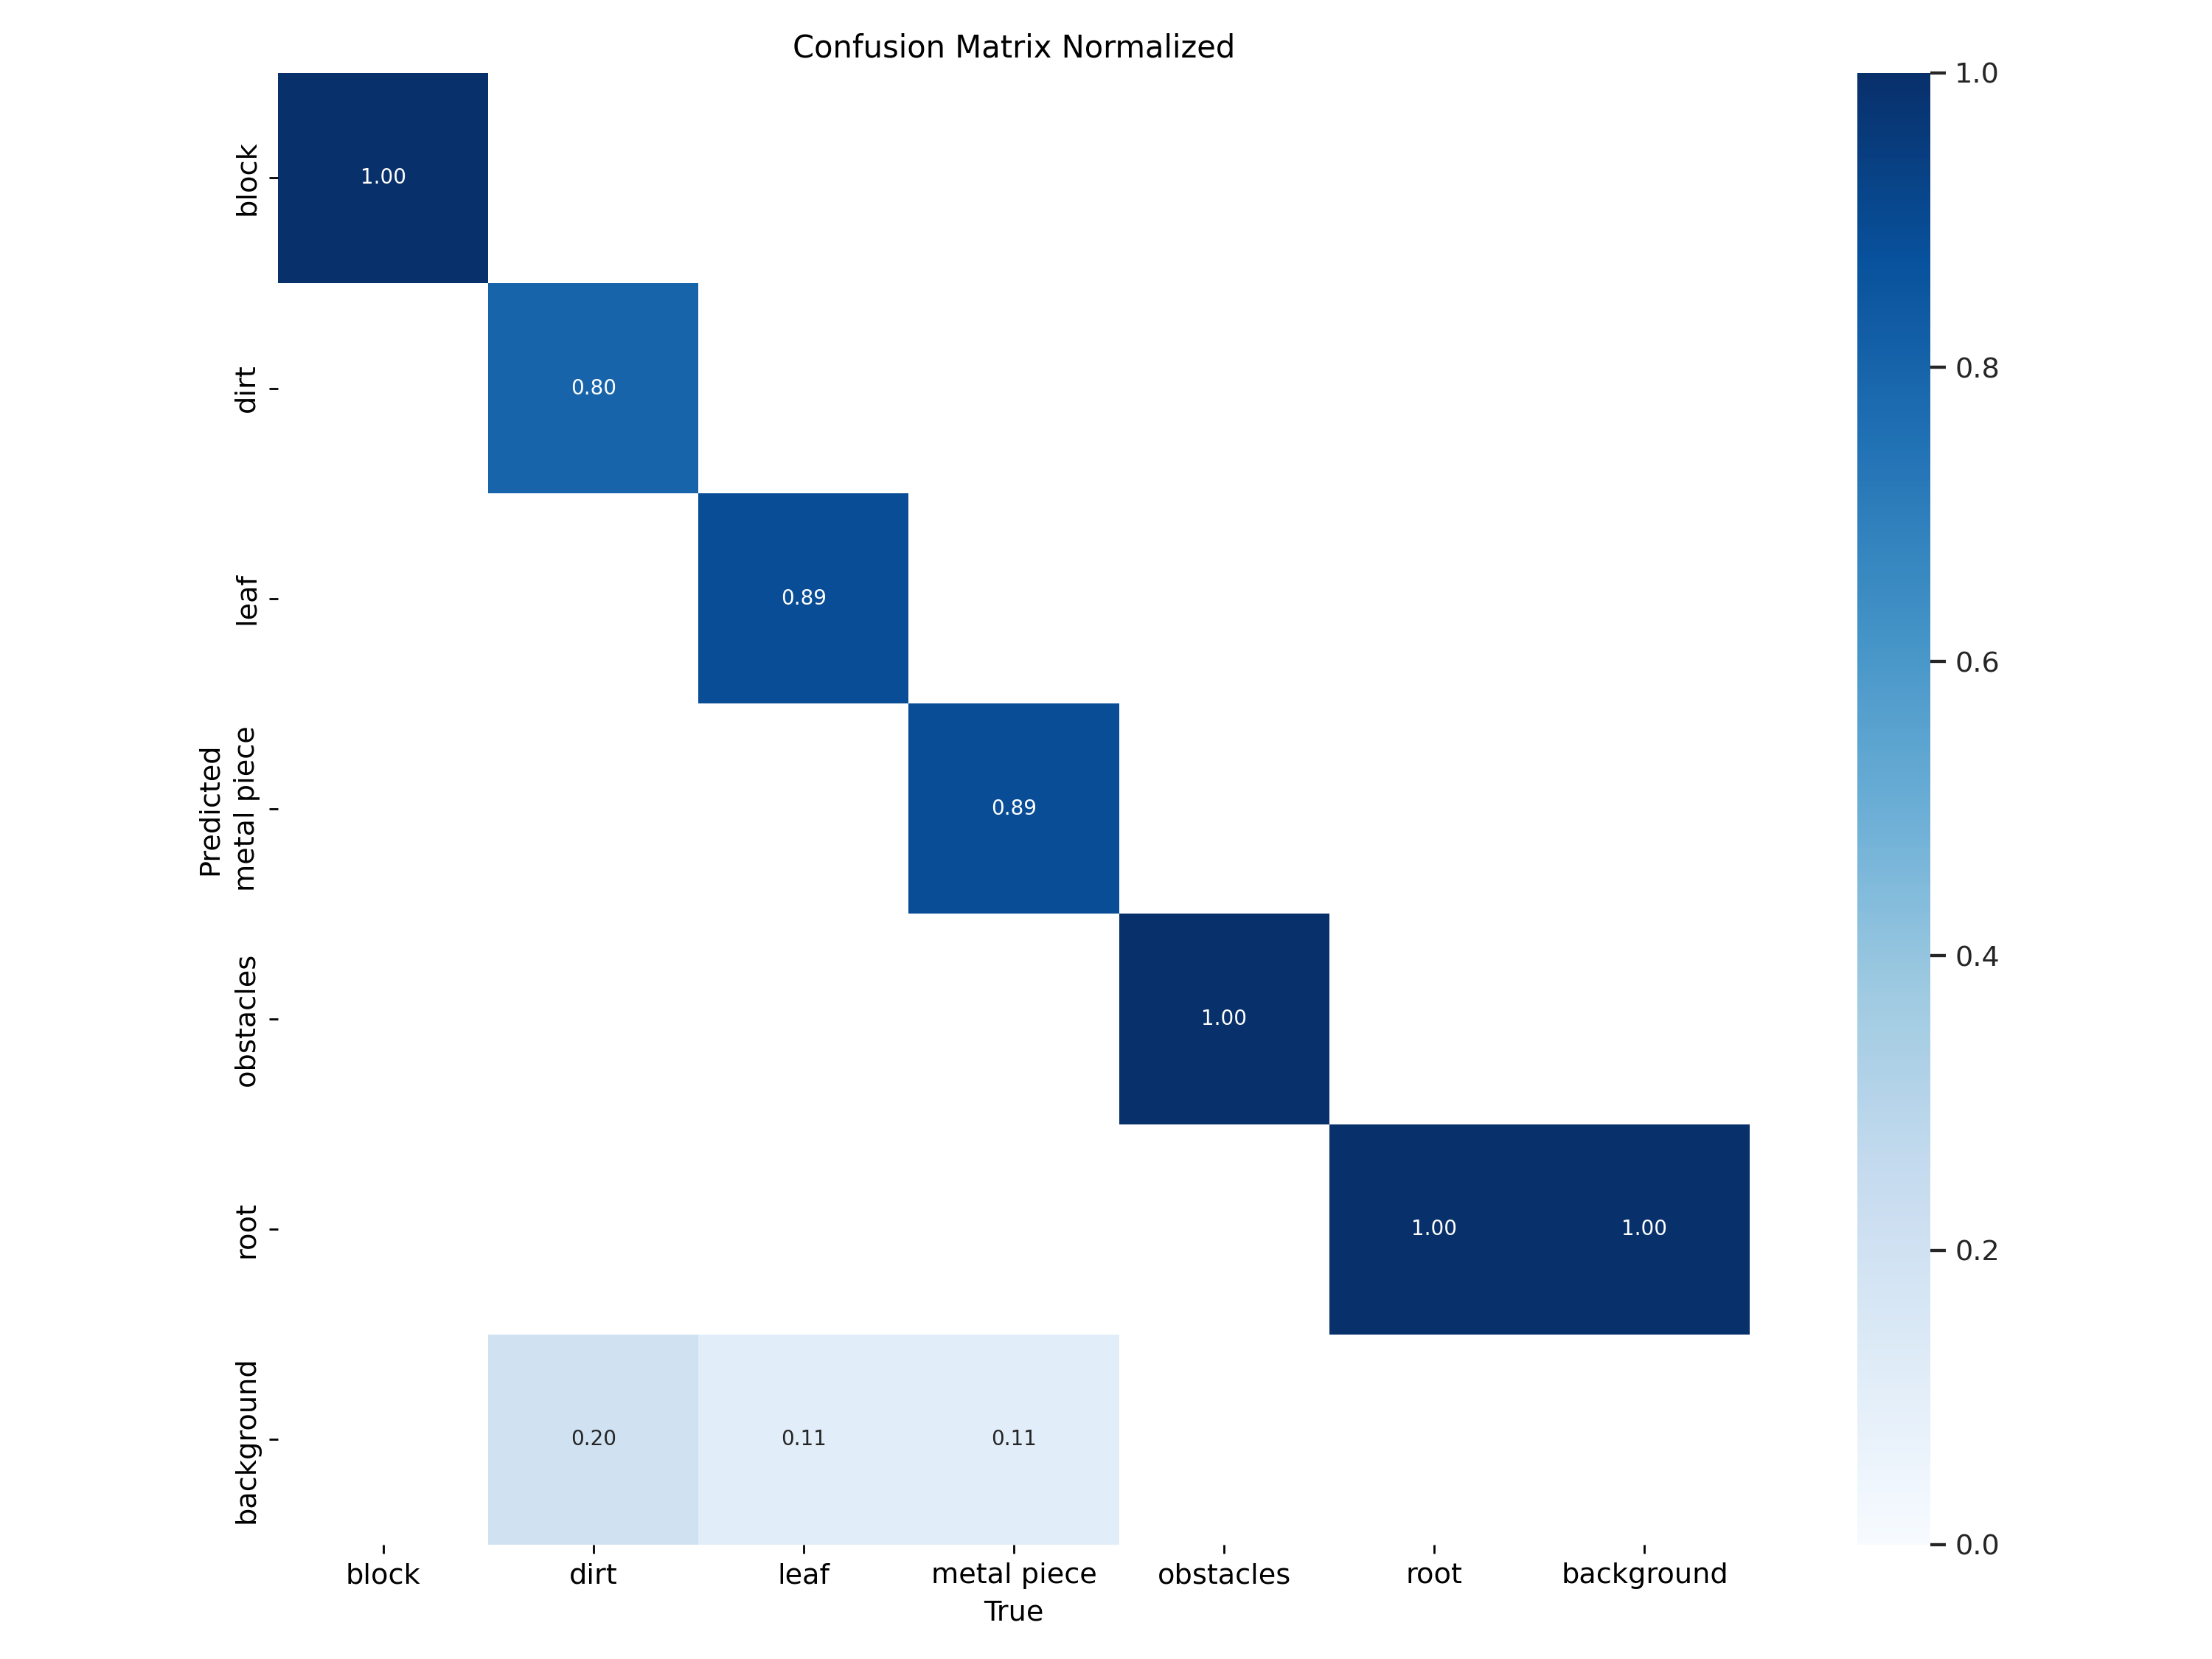 Confusion Matrix Normalized
block
dirt
leaf
metal piece
obstacles
root
background
Predicted
1.00
0.80
0.89
0.89
1.00
1.00 1.00
0.20 0.11 0.11
block dirt leaf metal piece obstacles root background
True
1.0
0.8
0.6
0.4
0.2
0.0